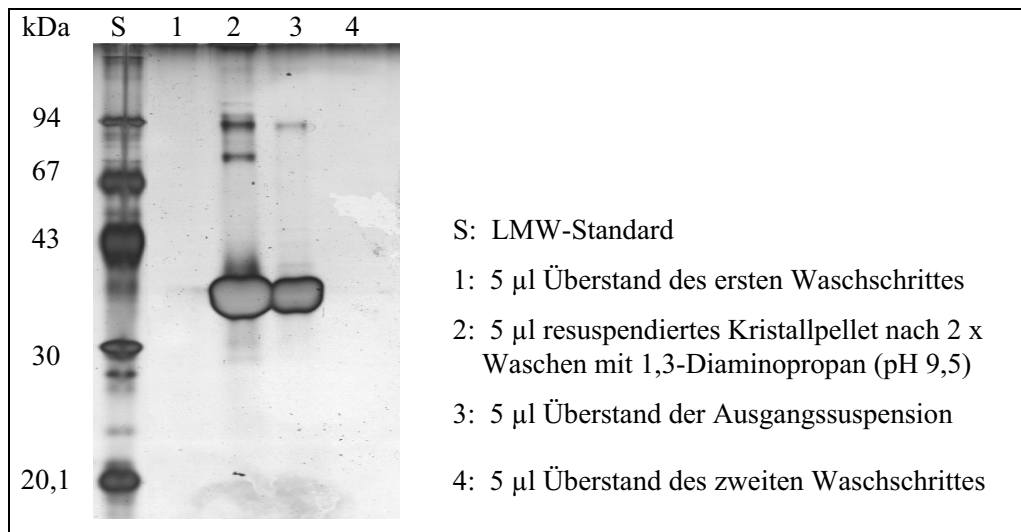 kDa S 1 2 3 4
94
67
43
30
20,1
S: LMW-Standard
1: 5 µl Überstand des ersten Waschschrittes
2: 5 µl resuspendiertes Kristallpellet nach 2 x
Waschen mit 1,3-Diaminopropan (pH 9,5)
3: 5 µl Überstand der Ausgangssuspension
4: 5 µl Überstand des zweiten Waschschrittes